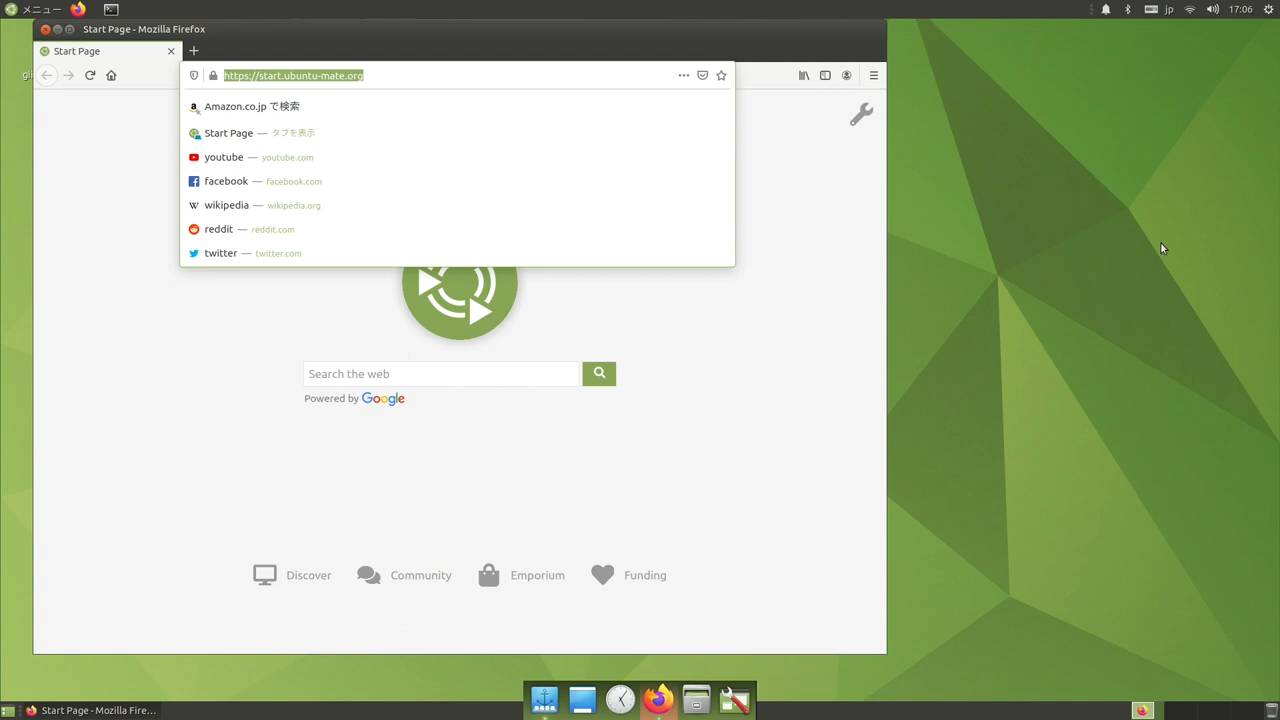 メニュー
jp
17:06
Start Page - Mozilla Firefox
Start Page
https://start.ubuntu-mate.org
Amazon.co.jp で検索
Start Page — タブを表示
youtube — youtube.com
facebook — facebook.com
wikipedia — wikipedia.org
reddit — reddit.com
twitter — twitter.com
Search the web
Powered by Google
Discover
Community
Emporium
Funding
Start Page - Mozilla Fire...